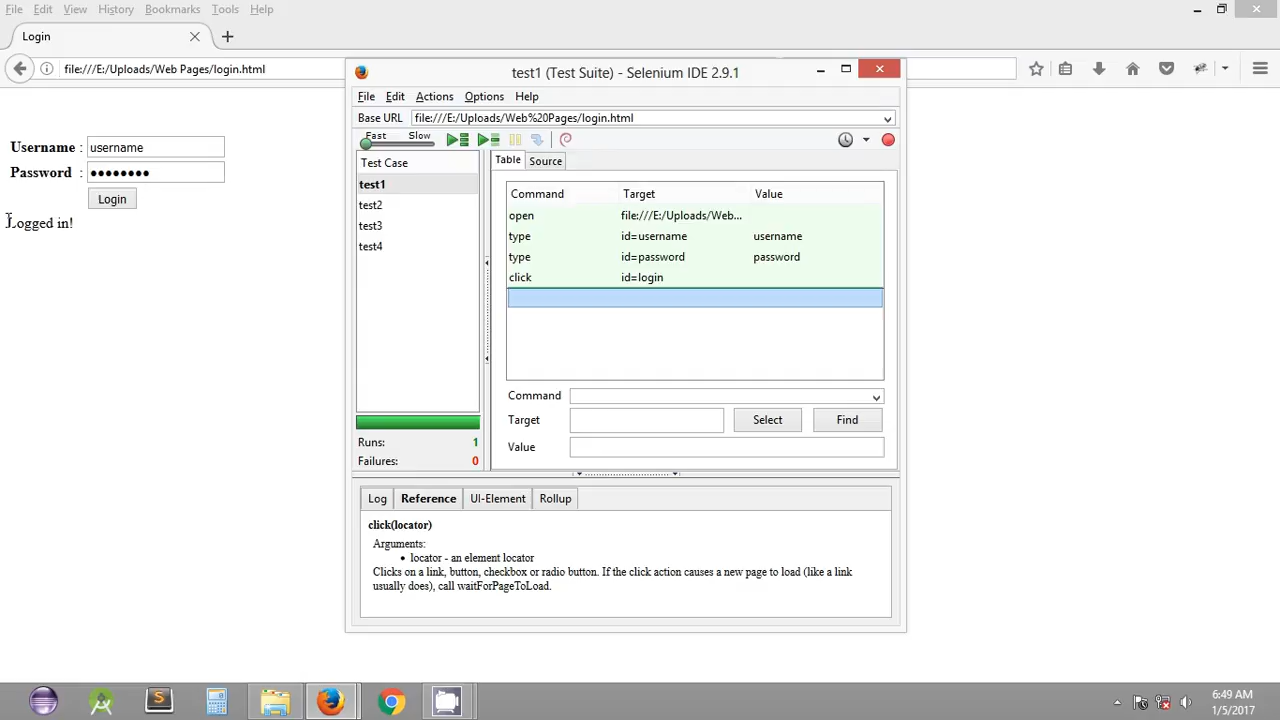 File Edit View History Bookmarks Tools Help
Login
file:///E:/Uploads/Web Pages/login.html
Username : username
Password : ●●●●●●●●
Login
Logged in!
test1 (Test Suite) - Selenium IDE 2.9.1
File Edit Actions Options Help
Base URL file:///E:/Uploads/Web%20Pages/login.html
Fast Slow
Test Case
test1
test2
test3
test4
Runs: 1
Failures: 0
Table Source
Command Target Value
open file:///E:/Uploads/Web...
type id=username username
type id=password password
click id=login
Command
Target Select Find
Value
Log Reference UI-Element Rollup
click(locator)
Arguments:
• locator - an element locator
Clicks on a link, button, checkbox or radio button. If the click action causes a new page to load (like a link
usually does), call waitForPageToLoad.
6:49 AM
1/5/2017